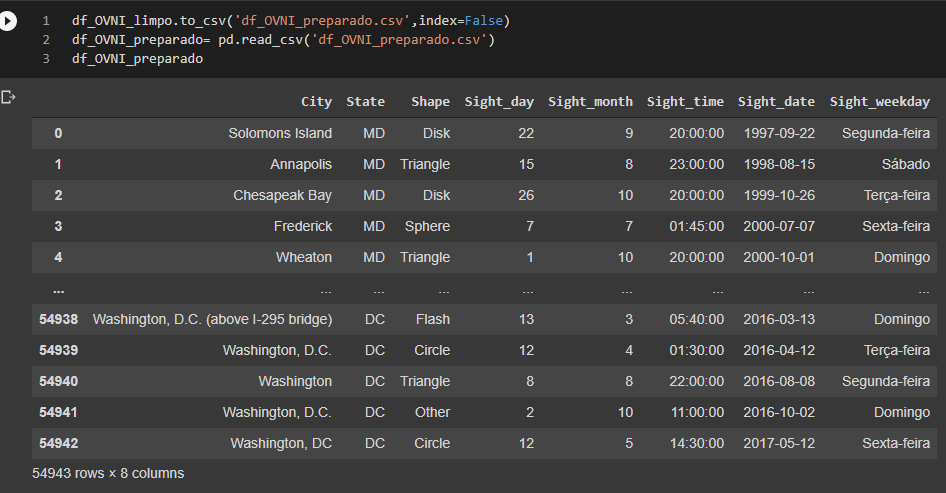 1 df_OVNI_limpo.to_csv('df_OVNI_preparado.csv',index=False)
2 df_OVNI_preparado= pd.read_csv('df_OVNI_preparado.csv')
3 df_OVNI_preparado
City State Shape Sight_day Sight_month Sight_time Sight_date Sight_weekday
0 Solomons Island MD Disk 22 9 20:00:00 1997-09-22 Segunda-feira
1 Annapolis MD Triangle 15 8 23:00:00 1998-08-15 Sábado
2 Chesapeak Bay MD Disk 26 10 20:00:00 1999-10-26 Terça-feira
3 Frederick MD Sphere 7 7 01:45:00 2000-07-07 Sexta-feira
4 Wheaton MD Triangle 1 10 20:00:00 2000-10-01 Domingo
... ... ... ... ... ... ... ... ...
54938 Washington, D.C. (above I-295 bridge) DC Flash 13 3 05:40:00 2016-03-13 Domingo
54939 Washington, D.C. DC Circle 12 4 01:30:00 2016-04-12 Terça-feira
54940 Washington DC Triangle 8 8 22:00:00 2016-08-08 Segunda-feira
54941 Washington, D.C. DC Other 2 10 11:00:00 2016-10-02 Domingo
54942 Washington, DC DC Circle 12 5 14:30:00 2017-05-12 Sexta-feira
54943 rows × 8 columns